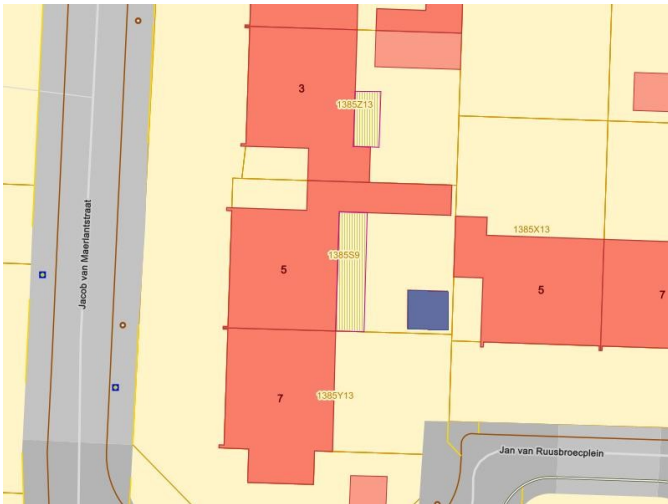 3
1385Z13
Jacob van Maerlantstraat
1385X13
1385S9
5
5
7
7
1385Y13
Jan van Ruusbroecplein